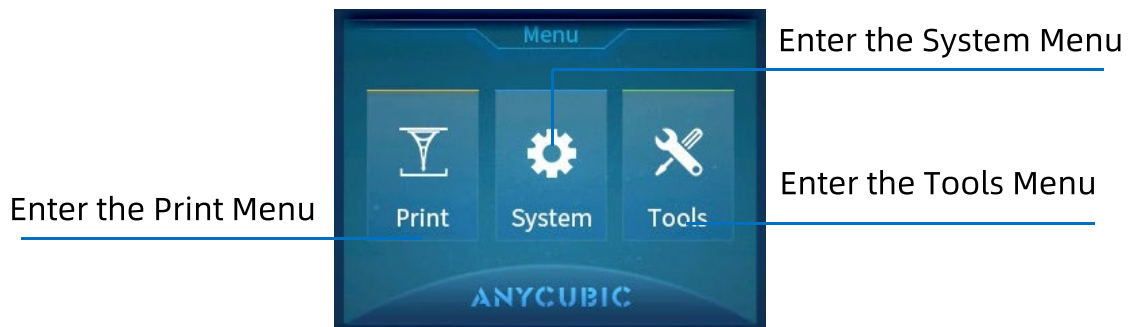 Menu
Enter the System Menu
Enter the Tools Menu
Enter the Print Menu
Print
System
Tools
ANYCUBIC